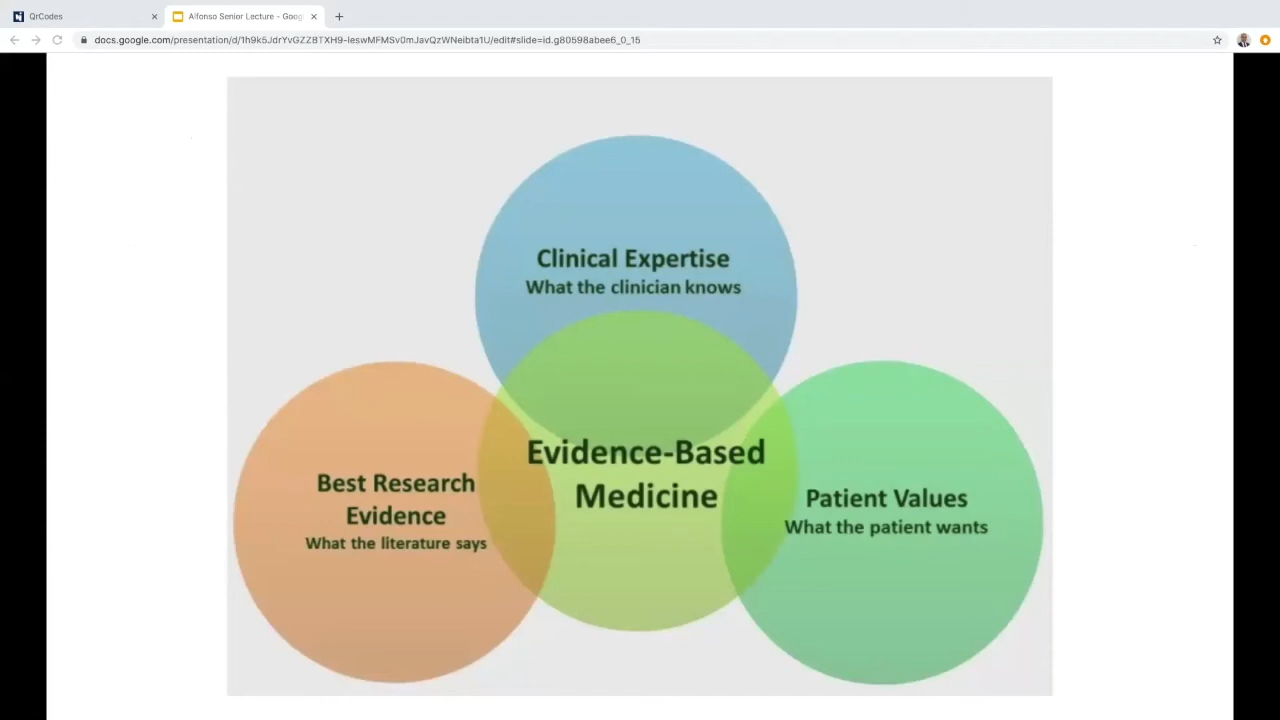 QrCodes
Alfonso Senior Lecture - Goog
docs.google.com/presentation/d/1h9k5JdrYvGZZBTXH9-IeswMFMSv0mJavQzWNeibta1U/edit#slide=id.g80598abee6_0_15
Clinical Expertise
What the clinician knows
Evidence-Based
Medicine
Best Research
Evidence
What the literature says
Patient Values
What the patient wants